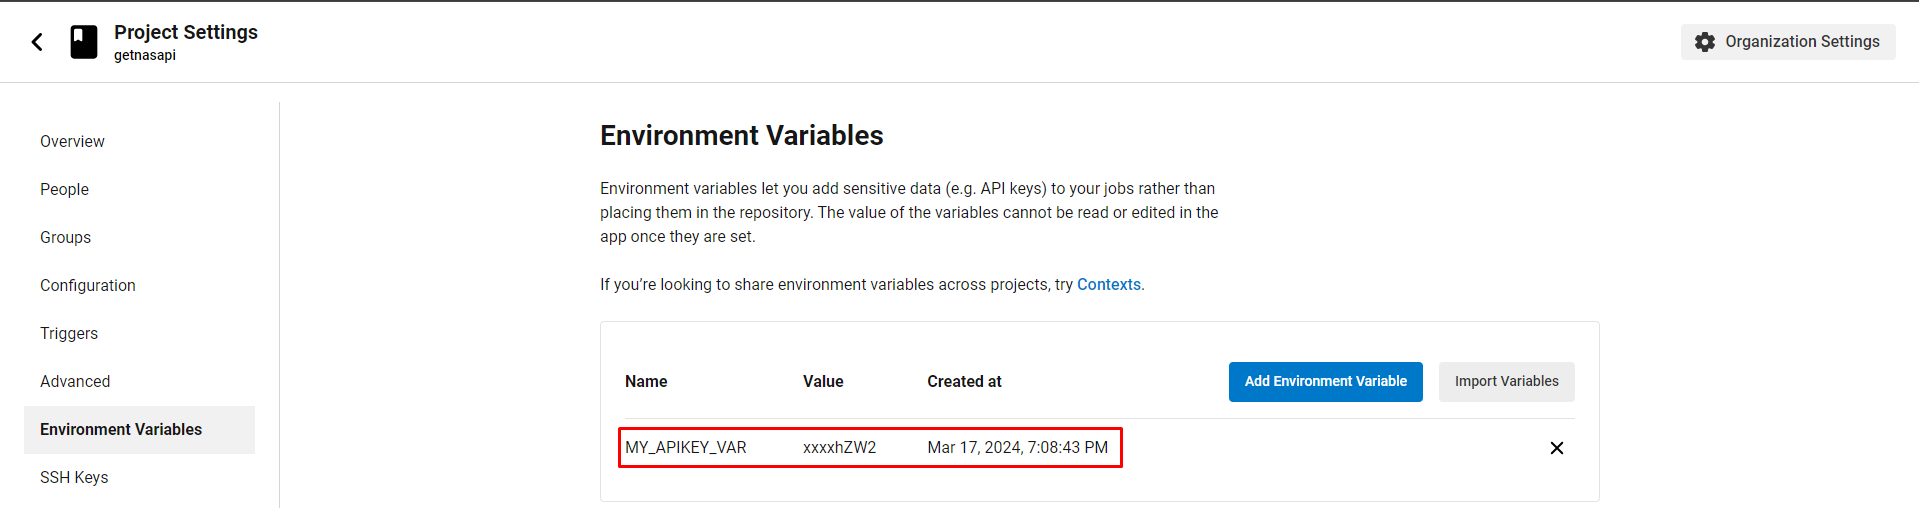 Project Settings
getnasapi
Organization Settings
Overview
People
Groups
Configuration
Triggers
Advanced
Environment Variables
SSH Keys
Environment Variables
Environment variables let you add sensitive data (e.g. API keys) to your jobs rather than
placing them in the repository. The value of the variables cannot be read or edited in the
app once they are set.
If you’re looking to share environment variables across projects, try Contexts.
Name Value Created at Add Environment Variable Import Variables
MY_APIKEY_VAR xxxxhZW2 Mar 17, 2024, 7:08:43 PM